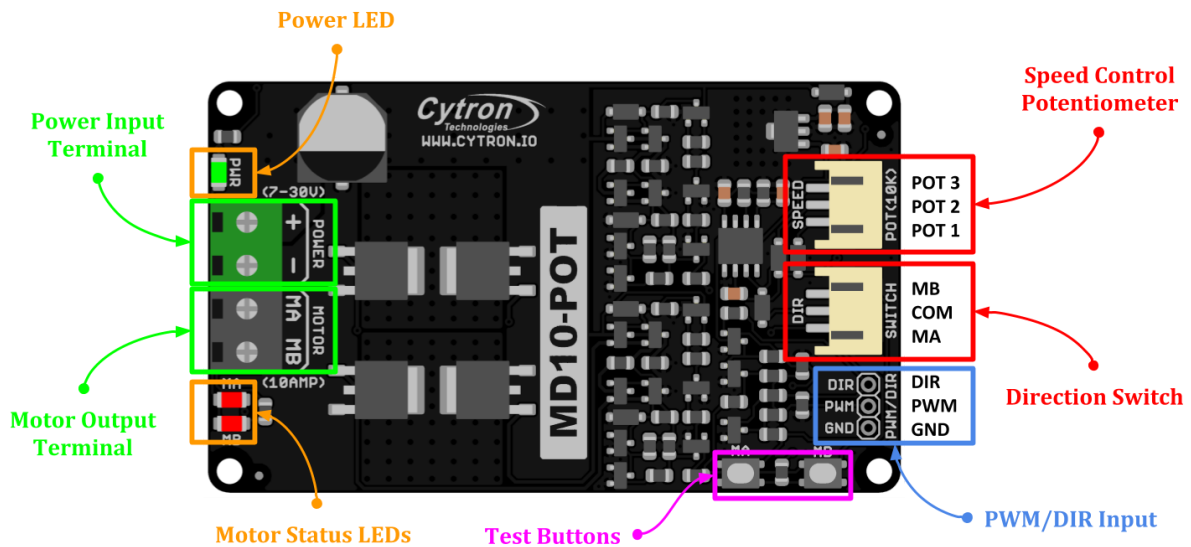 Power LED
Power Input
Terminal
Motor Output
Terminal
Motor Status LEDs
Test Buttons
Speed Control
Potentiometer
Direction Switch
PWM/DIR Input
Cytron
Technologies
WWW.CYTRON.IO
PWR
(7-30V)
+
-
POWER
MA
MB
MOTOR
(10AMP)
MA
MB
MD10-POT
SPEED
POT(10K)
POT 3
POT 2
POT 1
DIR
SWITCH
MB
COM
MA
DIR
PWM
GND
PWM/DIR
DIR
PWM
GND
MA
MB